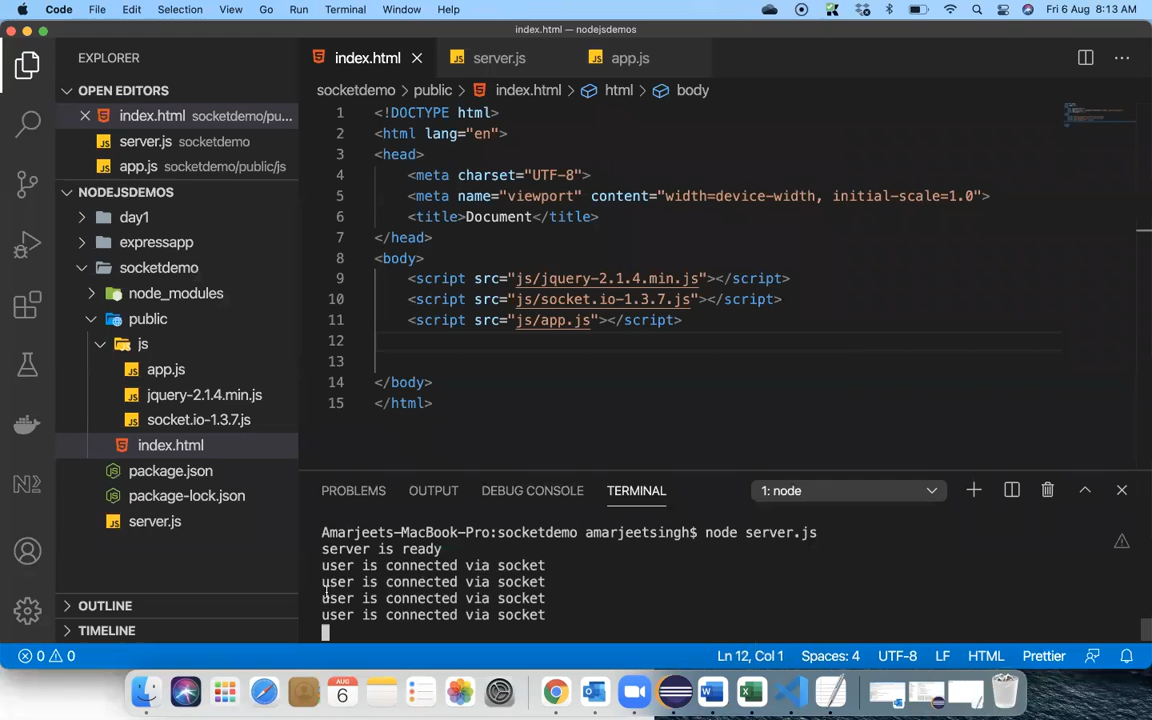 Code File Edit Selection View Go Run Terminal Window Help Fri 6 Aug 8:13 AM
index.html — nodejsdemos
EXPLORER
index.html
server.js
app.js
OPEN EDITORS
index.html socketdemo/pu...
server.js socketdemo
app.js socketdemo/public/js
NODEJSDEMOS
day1
expressapp
socketdemo
node_modules
public
js
app.js
jquery-2.1.4.min.js
socket.io-1.3.7.js
index.html
package.json
package-lock.json
server.js
OUTLINE
TIMELINE
socketdemo public index.html html body
1 <!DOCTYPE html>
2 <html lang="en">
3 <head>
4 <meta charset="UTF-8">
5 <meta name="viewport" content="width=device-width, initial-scale=1.0">
6 <title>Document</title>
7 </head>
8 <body>
9 <script src="js/jquery-2.1.4.min.js"></script>
10 <script src="js/socket.io-1.3.7.js"></script>
11 <script src="js/app.js"></script>
12
13
14 </body>
15 </html>
PROBLEMS OUTPUT DEBUG CONSOLE TERMINAL 1: node
Amarjeets-MacBook-Pro:socketdemo amarjeetsingh$ node server.js
server is ready
user is connected via socket
user is connected via socket
user is connected via socket
user is connected via socket
0 0 Ln 12, Col 1 Spaces: 4 UTF-8 LF HTML Prettier
AUG
6